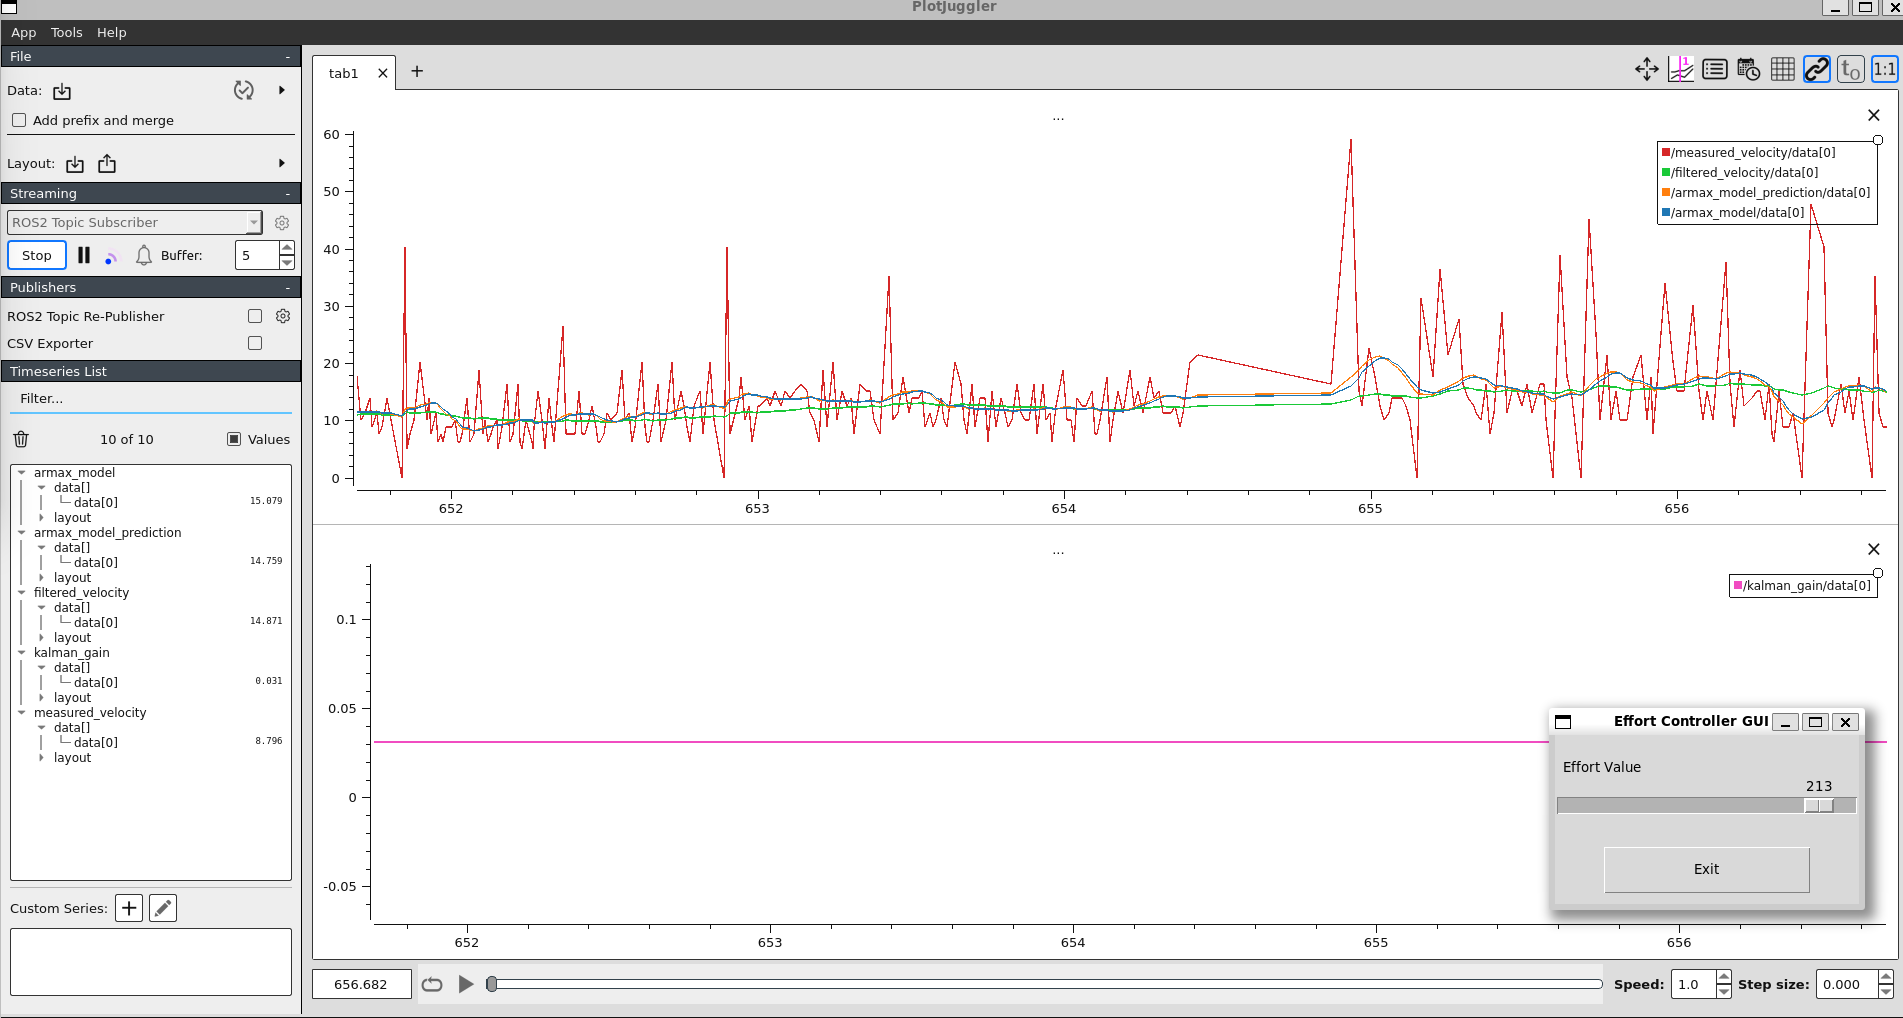 PlotJuggler
App Tools Help
File -
Data:
Add prefix and merge
Layout:
Streaming -
ROS2 Topic Subscriber
Stop Buffer: 5
Publishers -
ROS2 Topic Re-Publisher
CSV Exporter
Timeseries List
Filter...
10 of 10 Values
armax_model
data[]
data[0] 15.079
layout
armax_model_prediction
data[]
data[0] 14.759
layout
filtered_velocity
data[]
data[0] 14.871
layout
kalman_gain
data[]
data[0] 0.031
layout
measured_velocity
data[]
data[0] 8.796
layout
Custom Series:
tab1
1
t0
1:1
...
60
50
40
30
20
10
0
652 653 654 655 656
/measured_velocity/data[0]
/filtered_velocity/data[0]
/armax_model_prediction/data[0]
/armax_model/data[0]
...
/kalman_gain/data[0]
0.1
0.05
0
-0.05
652 653 654 655 656
Effort Controller GUI
Effort Value
213
Exit
656.682
Speed: 1.0 Step size: 0.000